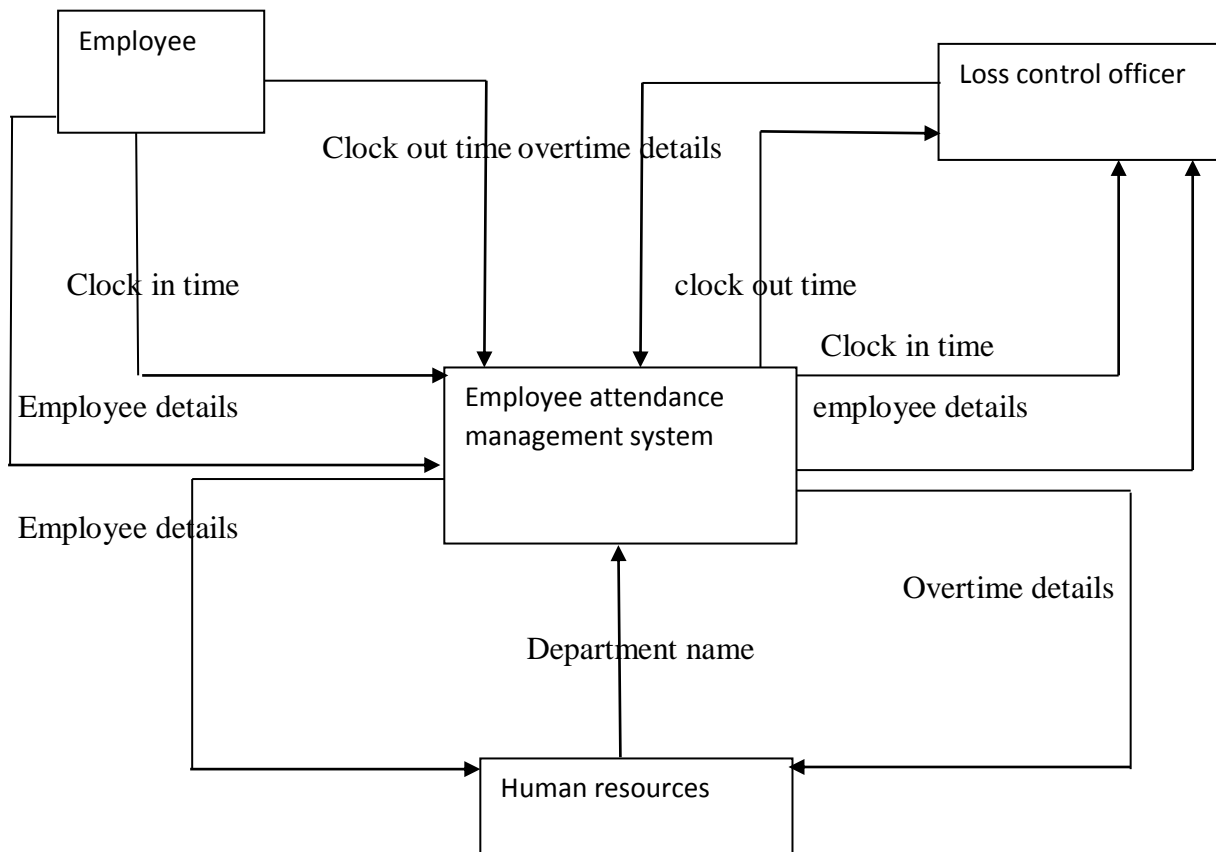 Employee
Loss control officer
Clock out time overtime details
Clock in time
clock out time
Clock in time
Employee details
Employee attendance
management system
employee details
Employee details
Overtime details
Department name
Human resources